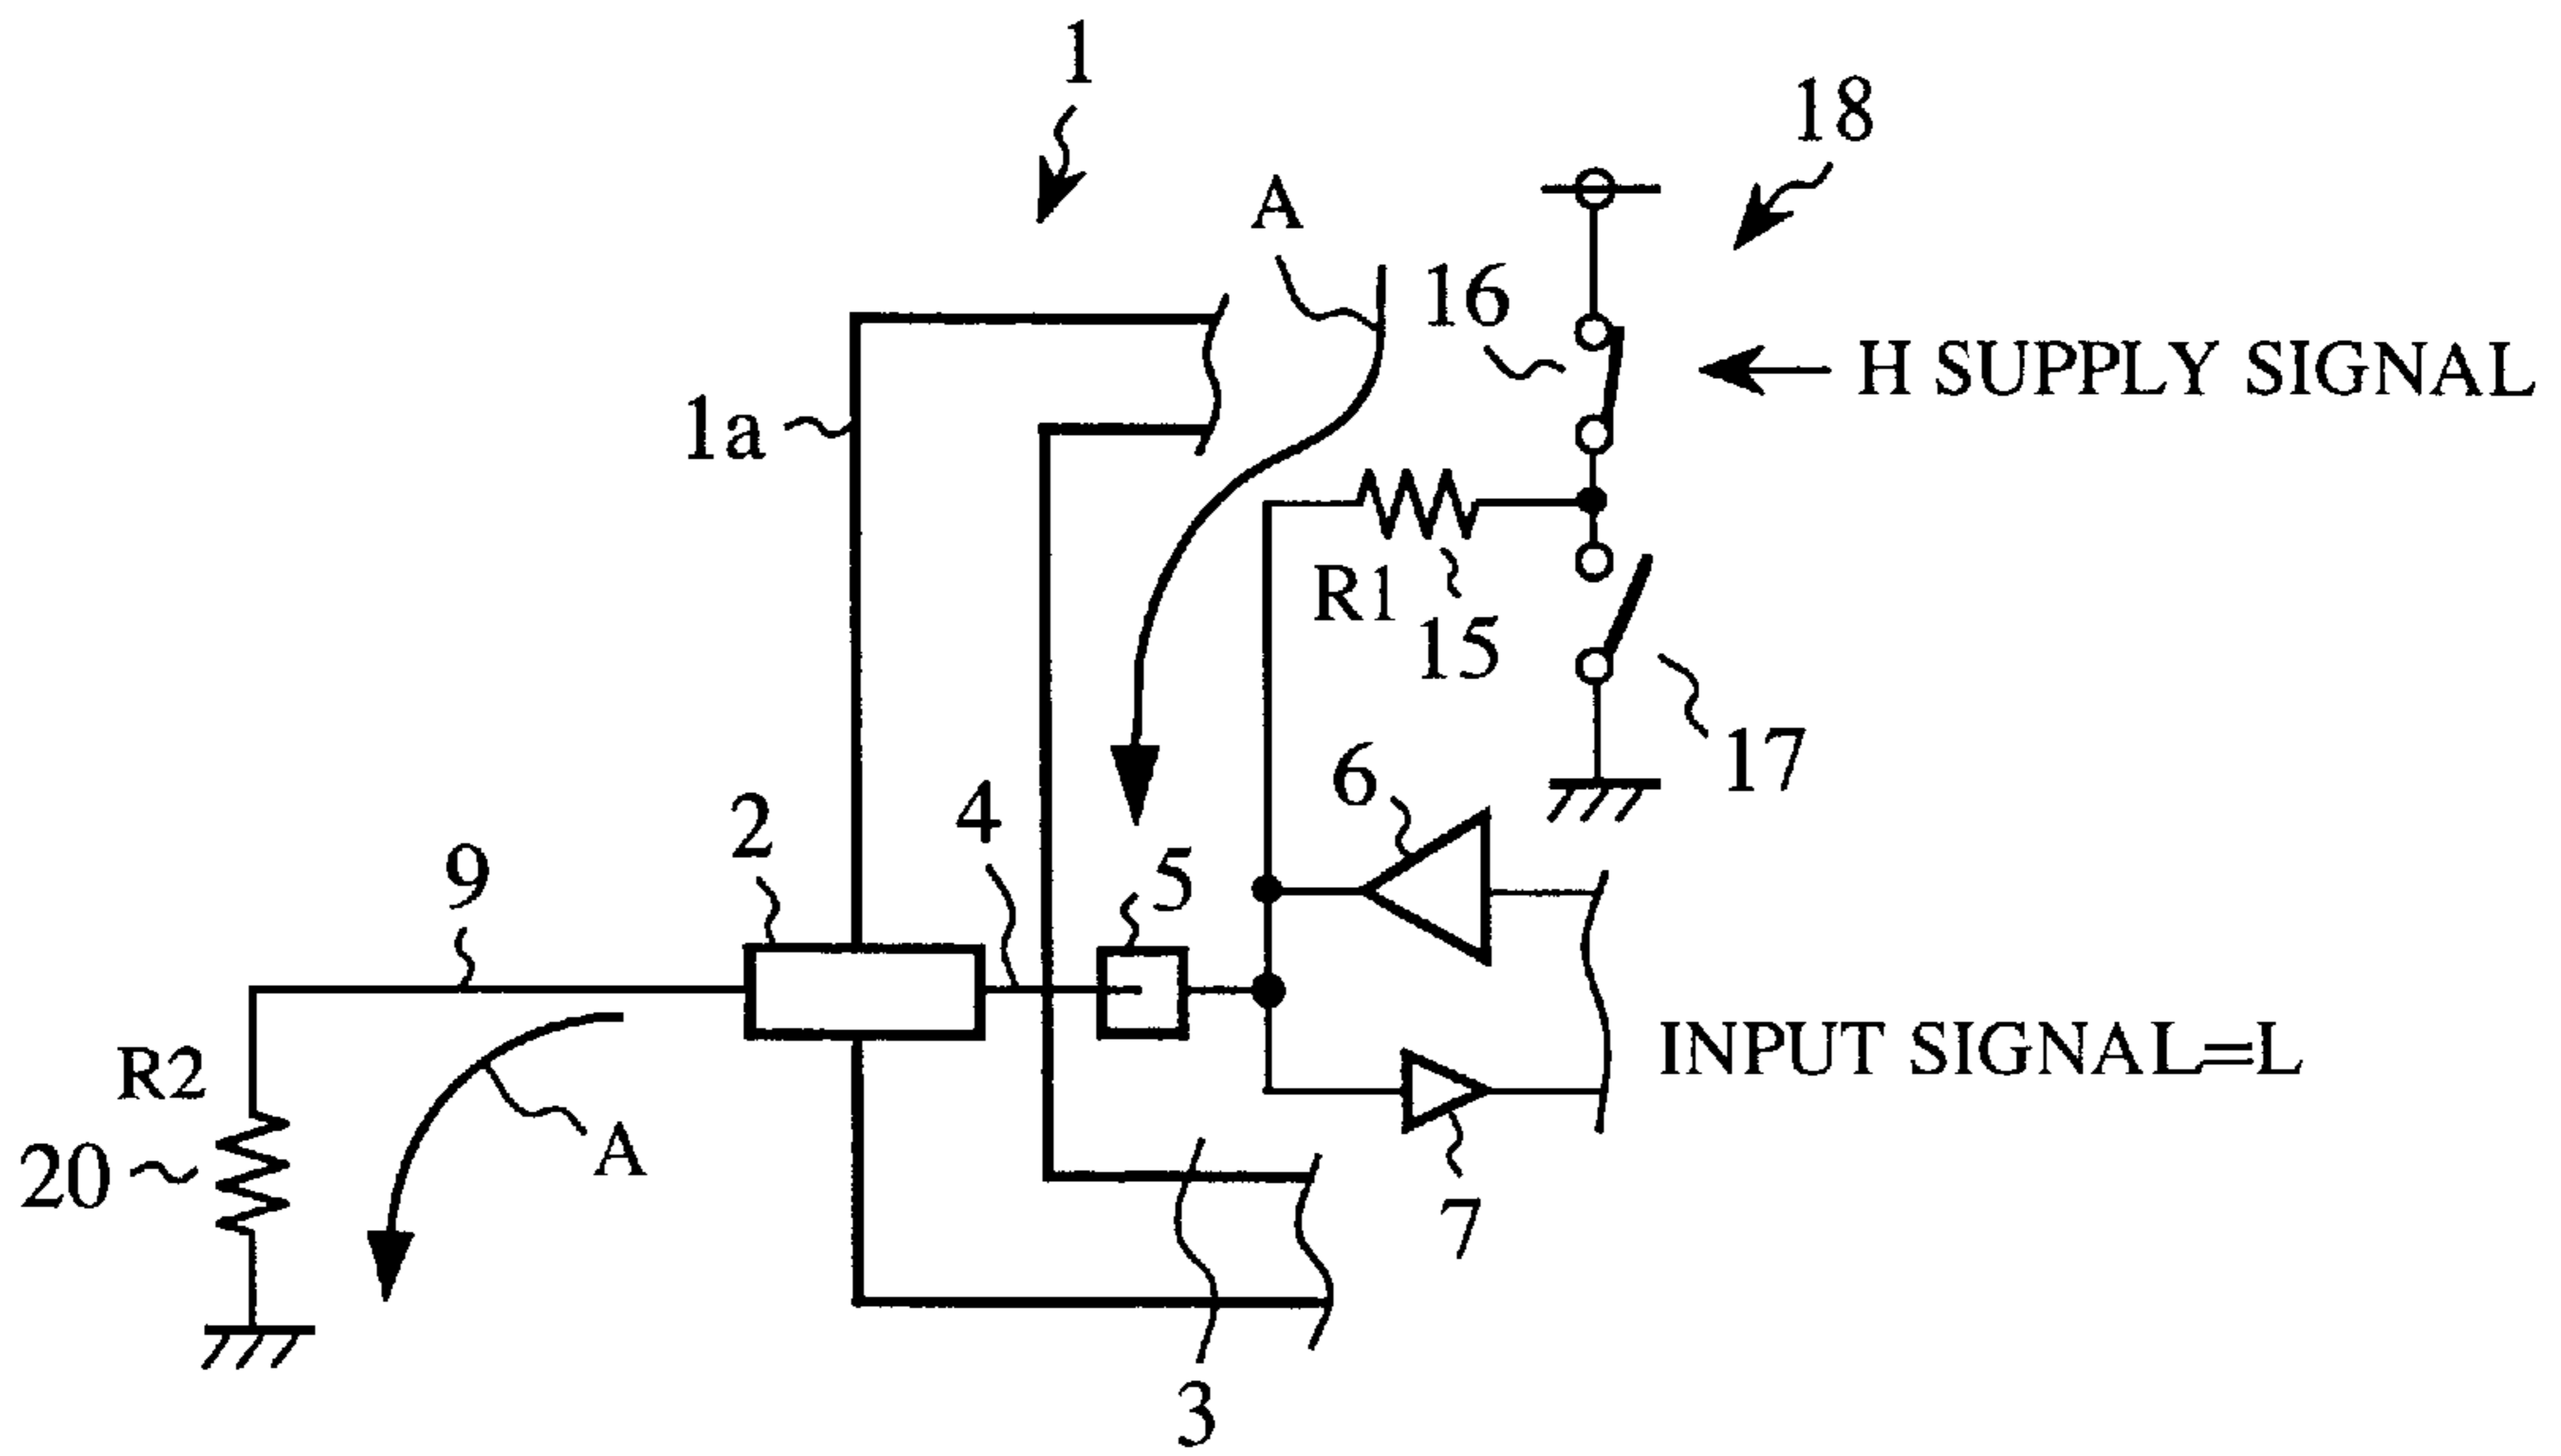 1
18
A
16
H SUPPLY SIGNAL
1a
R1
15
17
6
2
4
5
9
INPUT SIGNAL=L
R2
A
20
7
3